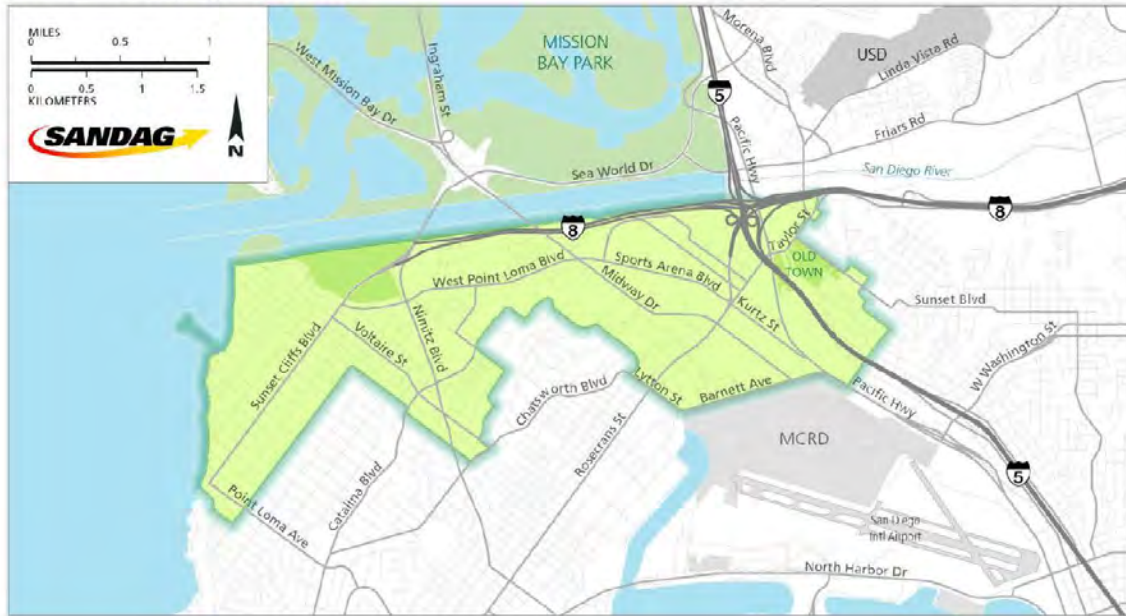 MILES
0 0.5 1
0 0.5 1 1.5
KILOMETERS
SANDAG
N
West Mission Bay Dr
Ingraham St
MISSION
BAY PARK
Morena Blvd
USD
Linda Vista Rd
5
Pacific Hwy
Friars Rd
Sea World Dr
San Diego River
8
8
Taylor St
OLD
TOWN
West Point Loma Blvd
Sports Arena Blvd
Midway Dr
Kurtz St
Sunset Blvd
W Washington St
Nimitz Blvd
Voltaire St
Sunset Cliffs Blvd
Chatsworth Blvd
Lytton St
Barnett Ave
Pacific Hwy
Rosecrans St
MCRD
5
Catalina Blvd
Point Loma Ave
San Diego
Intl Airport
North Harbor Dr